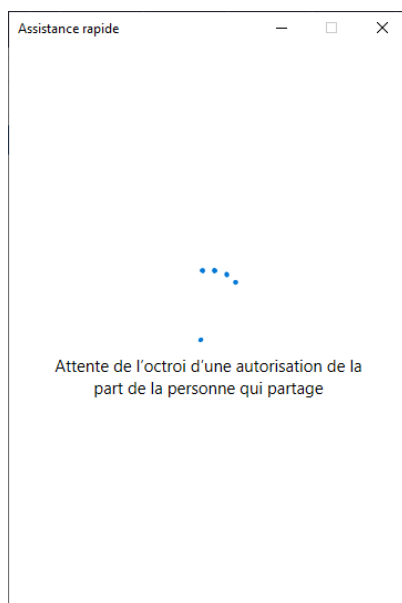 Assistance rapide
Attente de l'octroi d'une autorisation de la
part de la personne qui partage